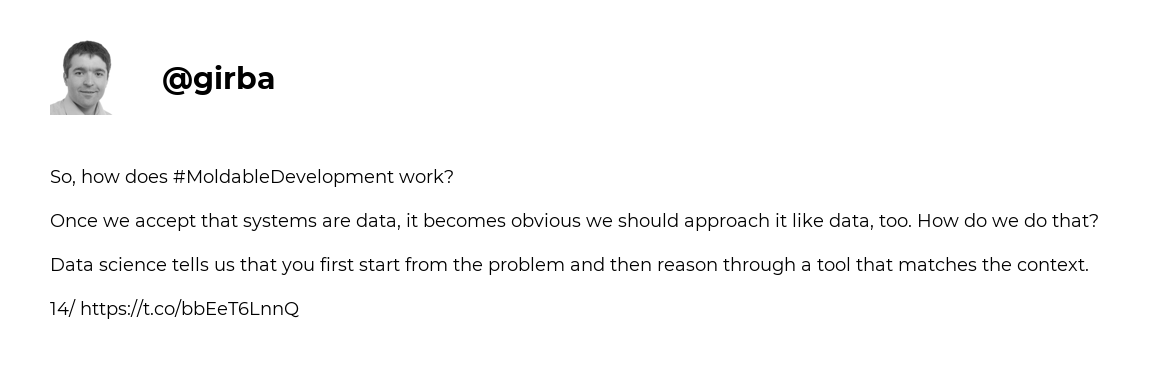 @girba
So, how does #MoldableDevelopment work?
Once we accept that systems are data, it becomes obvious we should approach it like data, too. How do we do that?
Data science tells us that you first start from the problem and then reason through a tool that matches the context.
14/ https://t.co/bbEeT6LnnQ